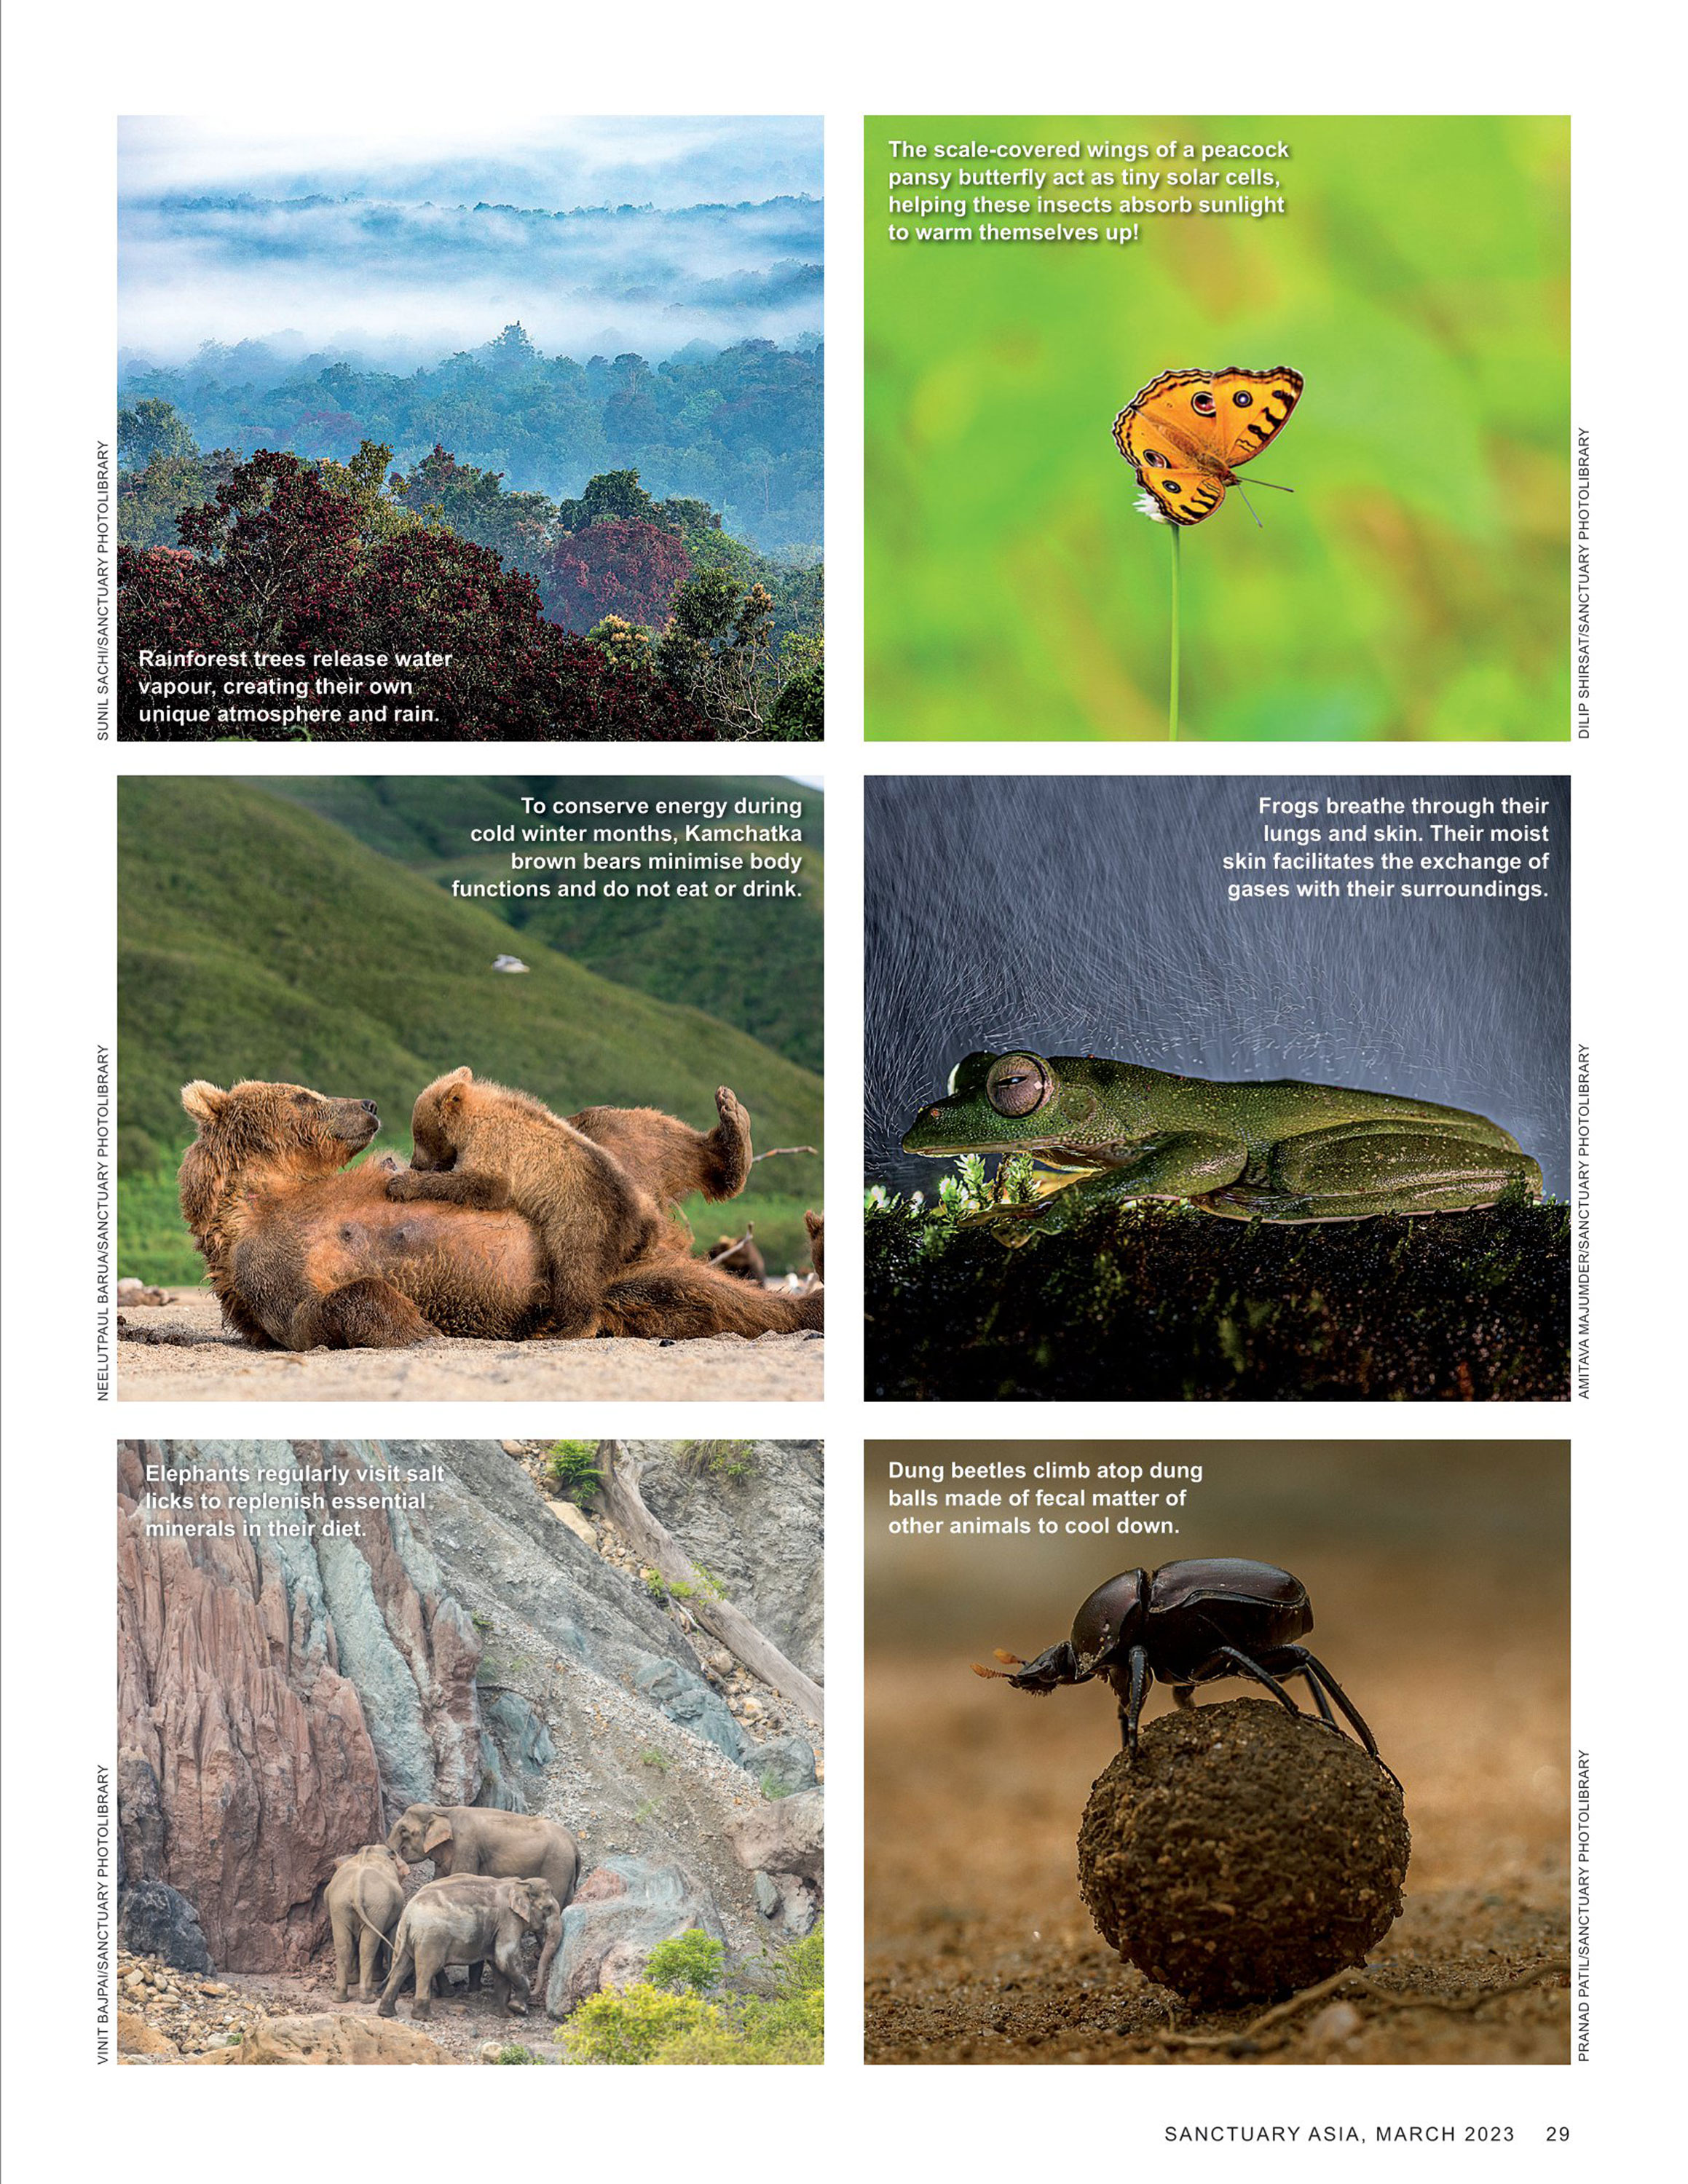 SUNIL SACHI/SANCTUARY PHOTOLIBRARY
Rainforest trees release water
vapour, creating their own
unique atmosphere and rain.
The scale-covered wings of a peacock
pansy butterfly act as tiny solar cells,
helping these insects absorb sunlight
to warm themselves up!
DILIP SHIRSAT/SANCTUARY PHOTOLIBRARY
NEELUTPAUL BARUA/SANCTUARY PHOTOLIBRARY
To conserve energy during
cold winter months, Kamchatka
brown bears minimise body
functions and do not eat or drink.
Frogs breathe through their
lungs and skin. Their moist
skin facilitates the exchange of
gases with their surroundings.
AMITAVA MAJUMDER/SANCTUARY PHOTOLIBRARY
VINIT BAJPAI/SANCTUARY PHOTOLIBRARY
Elephants regularly visit salt
licks to replenish essential
minerals in their diet.
Dung beetles climb atop dung
balls made of fecal matter of
other animals to cool down.
PRANAD PATIL/SANCTUARY PHOTOLIBRARY
SANCTUARY ASIA, MARCH 2023 29